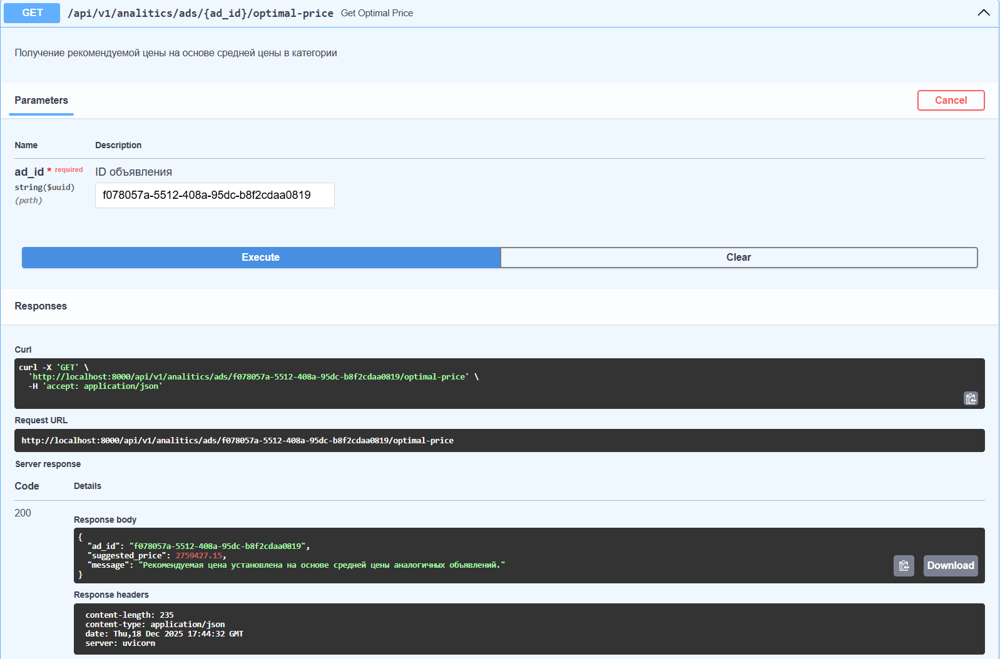 GET /api/v1/analitics/ads/{ad_id}/optimal-price Get Optimal Price
Получение рекомендуемой цены на основе средней цены в категории
Parameters
Cancel
Name Description
ad_id * required ID объявления
string($uuid)
(path)
f078057a-5512-408a-95dc-b8f2cdaa0819
Execute Clear
Responses
Curl
curl -X 'GET' \
'http://localhost:8000/api/v1/analitics/ads/f078057a-5512-408a-95dc-b8f2cdaa0819/optimal-price' \
-H 'accept: application/json'
Request URL
http://localhost:8000/api/v1/analitics/ads/f078057a-5512-408a-95dc-b8f2cdaa0819/optimal-price
Server response
Code Details
200
Response body
{
"ad_id": "f078057a-5512-408a-95dc-b8f2cdaa0819",
"suggested_price": 2759427.15,
"message": "Рекомендуемая цена установлена на основе средней цены аналогичных объявлений."
}
Download
Response headers
content-length: 235
content-type: application/json
date: Thu,18 Dec 2025 17:44:32 GMT
server: uvicorn